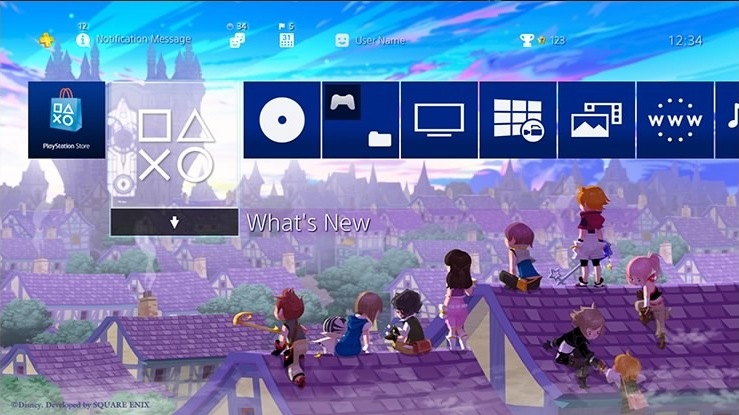 12
Notification Message
34
5
31
User Name
123
12:34
PlayStation Store
www
What's New
©Disney. Developed by SQUARE ENIX